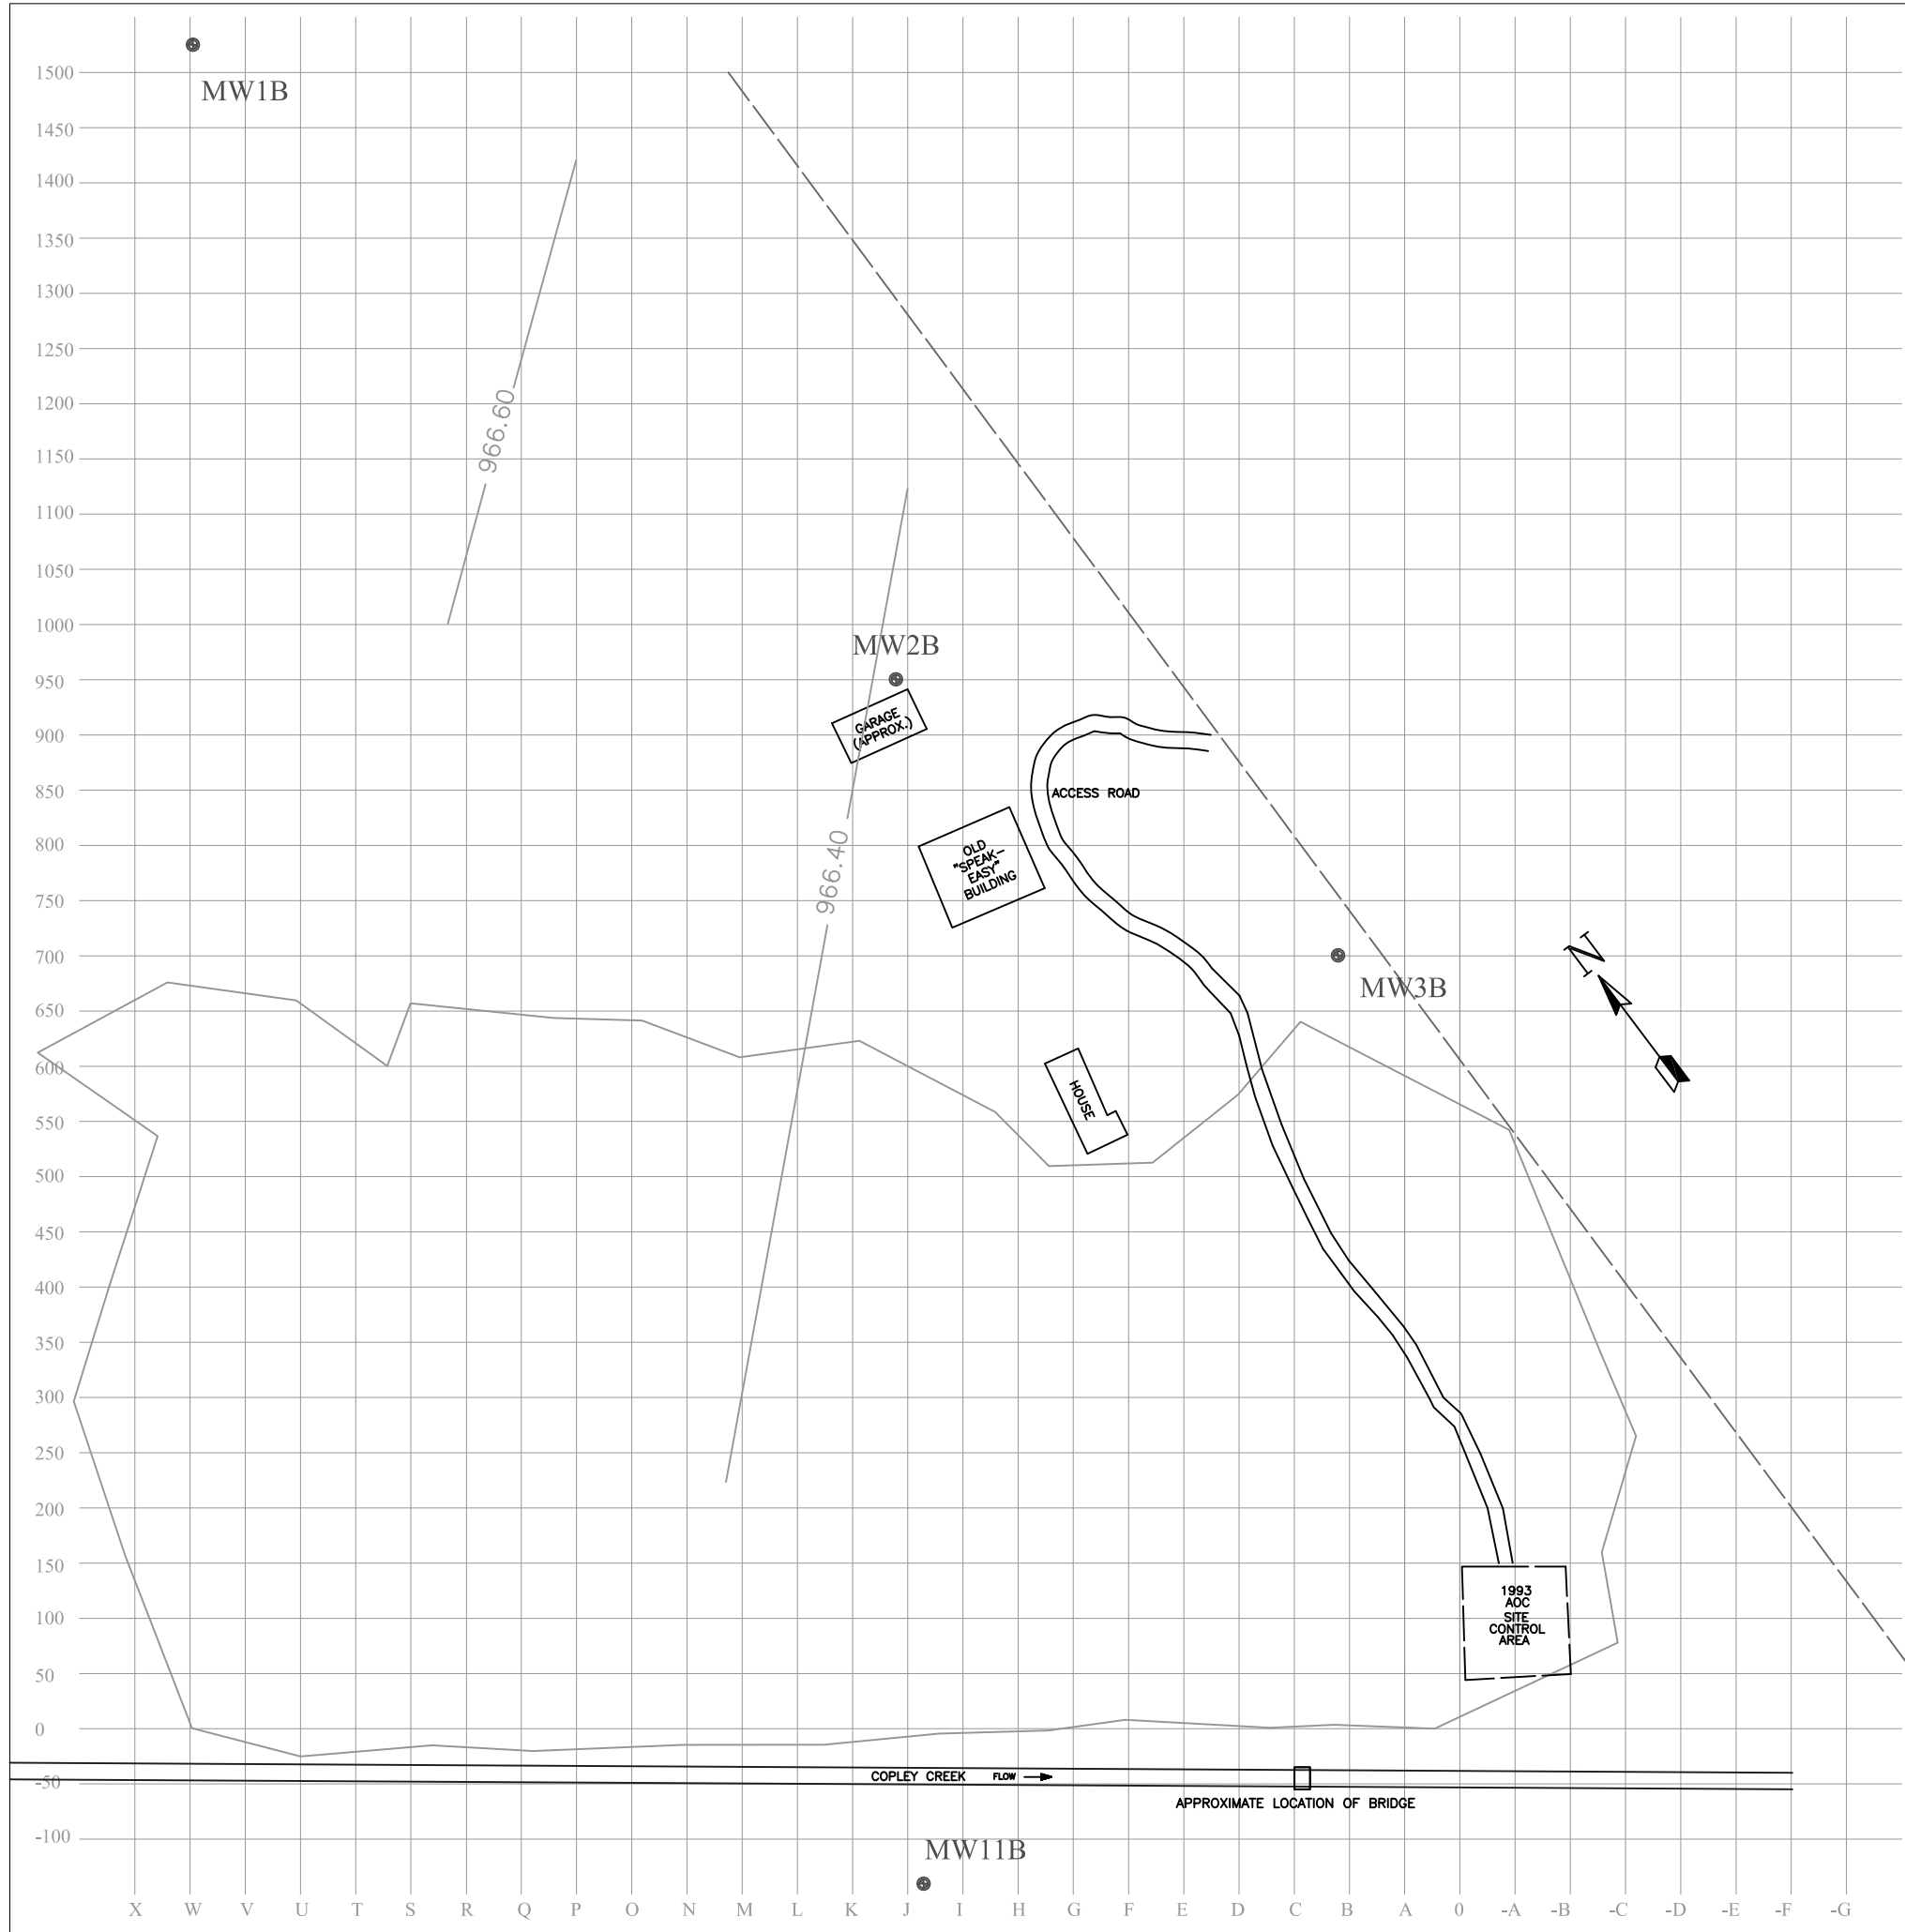 1500
MW1B
1450
1400
1350
1300
1250
1200
966.60
1150
1100
1050
1000
MW2B
950
GARAGE
(APPROX.)
900
ACCESS ROAD
850
OLD
"SPEAK-
EASY"
BUILDING
800
966.40
750
700
N
MW3B
650
600
HOUSE
550
500
450
400
350
300
250
200
150
1993
AOC
SITE
CONTROL
AREA
100
50
0
COPLEY CREEK FLOW
-50
APPROXIMATE LOCATION OF BRIDGE
-100
MW11B
X W V U T S R Q P O N M L K J I H G F E D C B A 0 -A -B -C -D -E -F -G